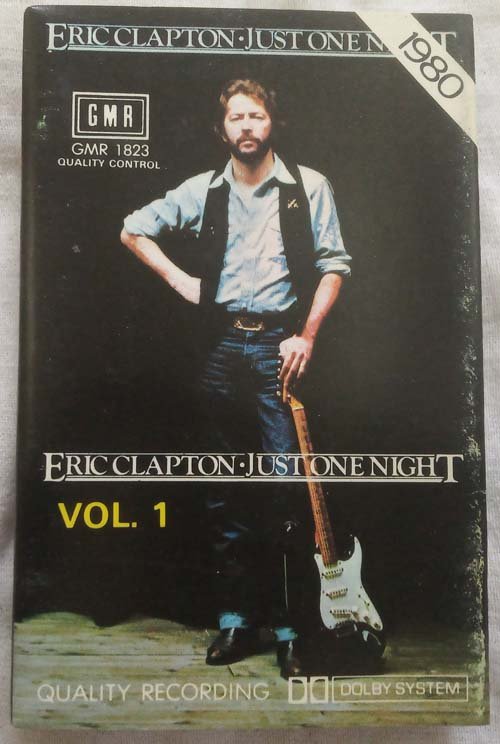 ERIC CLAPTON·JUST ONE NIGHT
1980
GMR
GMR 1823
QUALITY CONTROL
ERIC CLAPTON·JUST ONE NIGHT
VOL. 1
QUALITY RECORDING DOLBY SYSTEM